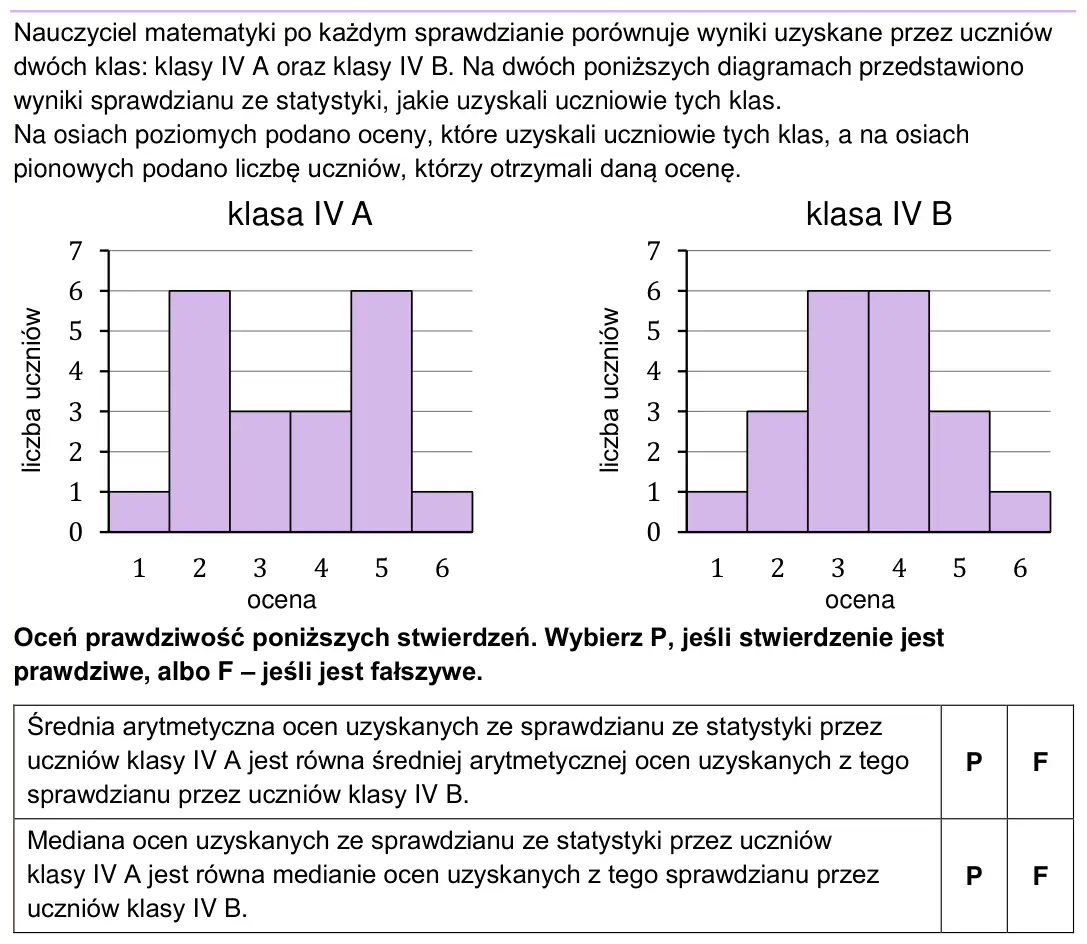 Nauczyciel matematyki po każdym sprawdzianie porównuje wyniki uzyskane przez uczniów
dwóch klas: klasy IV A oraz klasy IV B. Na dwóch poniższych diagramach przedstawiono
wyniki sprawdzianu ze statystyki, jakie uzyskali uczniowie tych klas.
Na osiach poziomych podano oceny, które uzyskali uczniowie tych klas, a na osiach
pionowych podano liczbę uczniów, którzy otrzymali daną ocenę.
klasa IV A
7
6
5
4
3
2
1
0
liczba uczniów
1 2 3 4 5 6
ocena
klasa IV B
7
6
5
4
3
2
1
0
liczba uczniów
1 2 3 4 5 6
ocena
Oceń prawdziwość poniższych stwierdzeń. Wybierz P, jeśli stwierdzenie jest
prawdziwe, albo F – jeśli jest fałszywe.
Średnia arytmetyczna ocen uzyskanych ze sprawdzianu ze statystyki przez
uczniów klasy IV A jest równa średniej arytmetycznej ocen uzyskanych z tego
sprawdzianu przez uczniów klasy IV B.
P F
Mediana ocen uzyskanych ze sprawdzianu ze statystyki przez uczniów
klasy IV A jest równa medianie ocen uzyskanych z tego sprawdzianu przez
uczniów klasy IV B.
P F